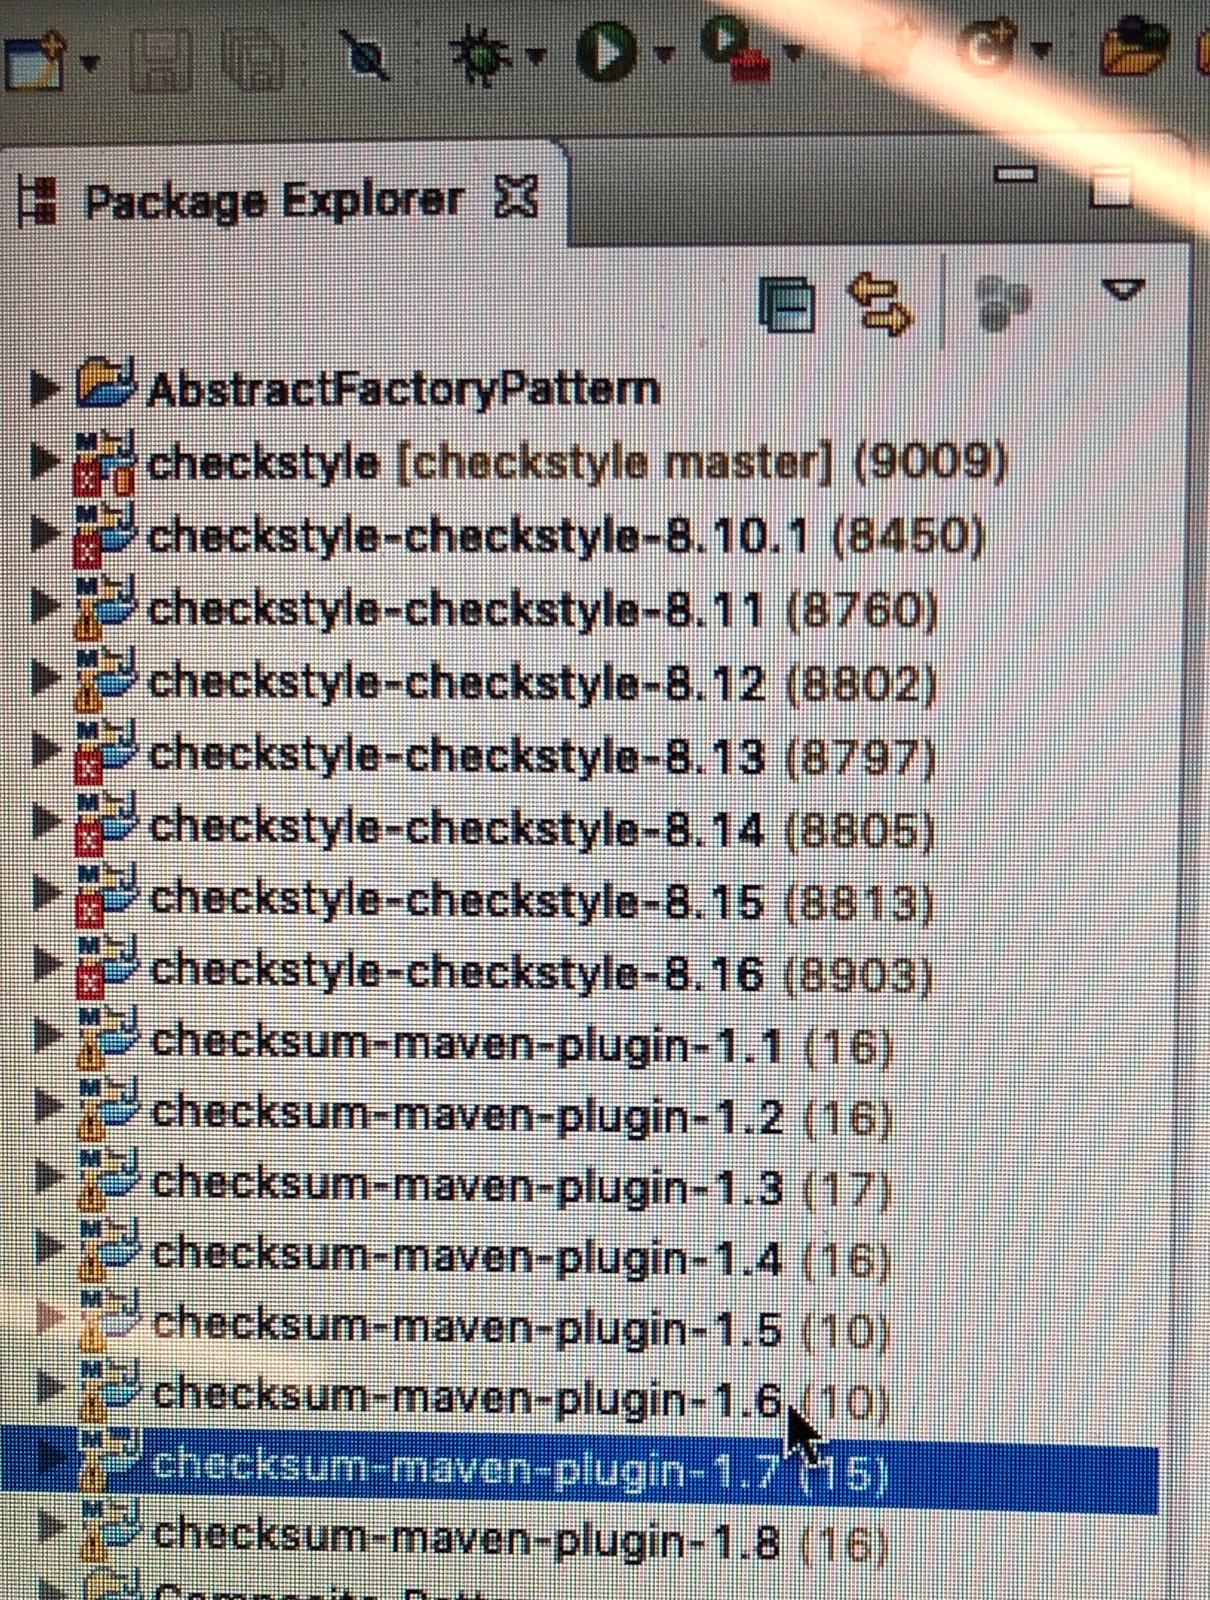 Package Explorer
AbstractFactoryPattern
checkstyle [checkstyle master] (9009)
checkstyle-checkstyle-8.10.1 (8450)
checkstyle-checkstyle-8.11 (8760)
checkstyle-checkstyle-8.12 (8802)
checkstyle-checkstyle-8.13 (8797)
checkstyle-checkstyle-8.14 (8805)
checkstyle-checkstyle-8.15 (8813)
checkstyle-checkstyle-8.16 (8903)
checksum-maven-plugin-1.1 (16)
checksum-maven-plugin-1.2 (16)
checksum-maven-plugin-1.3 (17)
checksum-maven-plugin-1.4 (16)
checksum-maven-plugin-1.5 (10)
checksum-maven-plugin-1.6 (10)
checksum-maven-plugin-1.7 (15)
checksum-maven-plugin-1.8 (16)